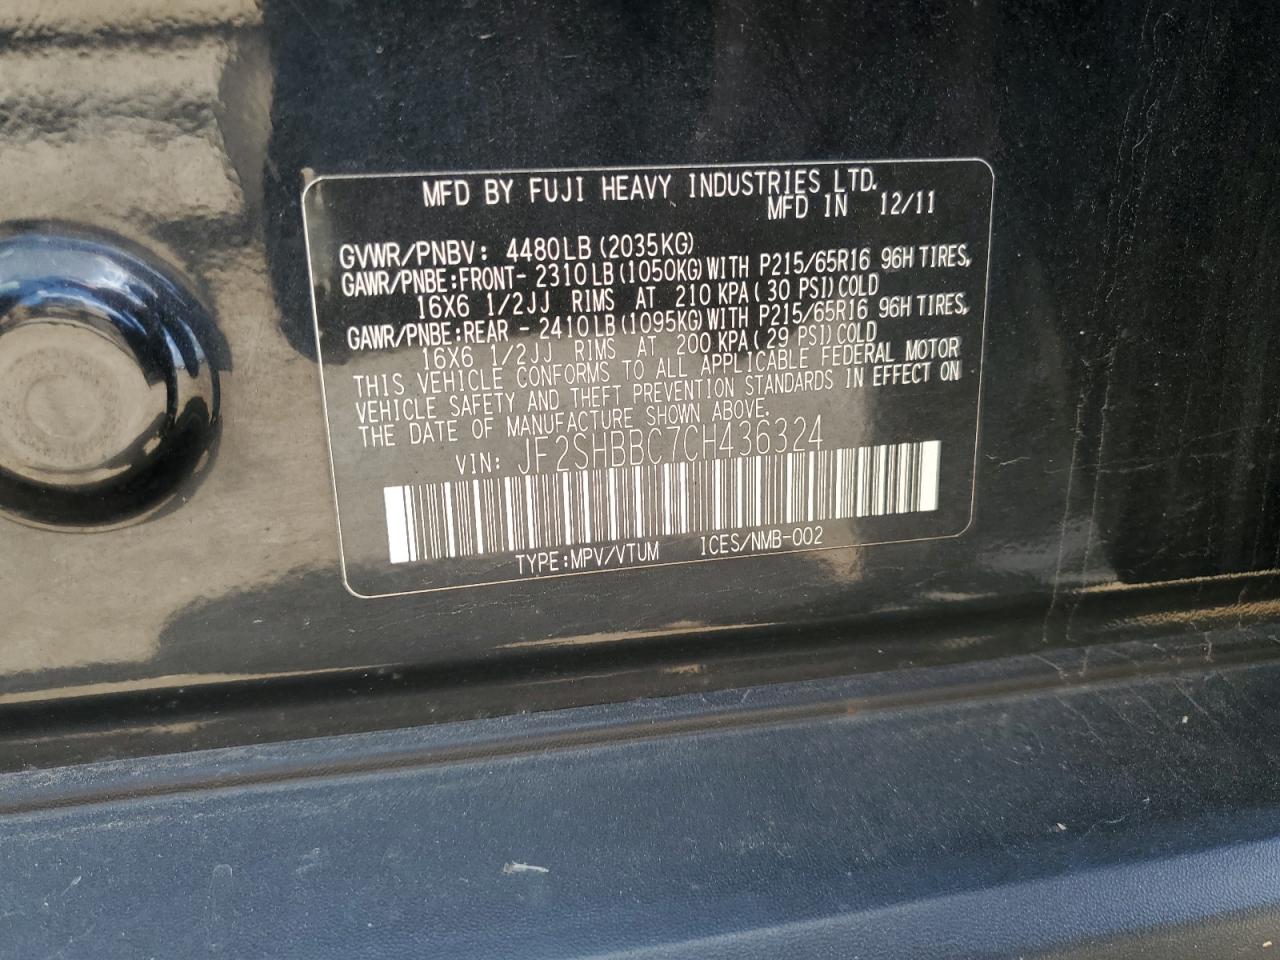 MFD BY FUJI HEAVY INDUSTRIES LTD.
MFD IN 12/11
GVWR/PNBV: 4480LB (2035KG)
GAWR/PNBE:FRONT- 2310LB (1050KG) WITH P215/65R16 96H TIRES,
16X6 1/2JJ RIMS AT 210 KPA ( 30 PSI) COLD
GAWR/PNBE:REAR - 2410LB (1095KG) WITH P215/65R16 96H TIRES,
16X6 1/2JJ RIMS AT 200 KPA ( 29 PSI) COLD
THIS VEHICLE CONFORMS TO ALL APPLICABLE FEDERAL MOTOR
VEHICLE SAFETY AND THEFT PREVENTION STANDARDS IN EFFECT ON
THE DATE OF MANUFACTURE SHOWN ABOVE.
VIN: JF2SHBBC7CH436324
TYPE:MPV/VTUM ICES/NMB-002